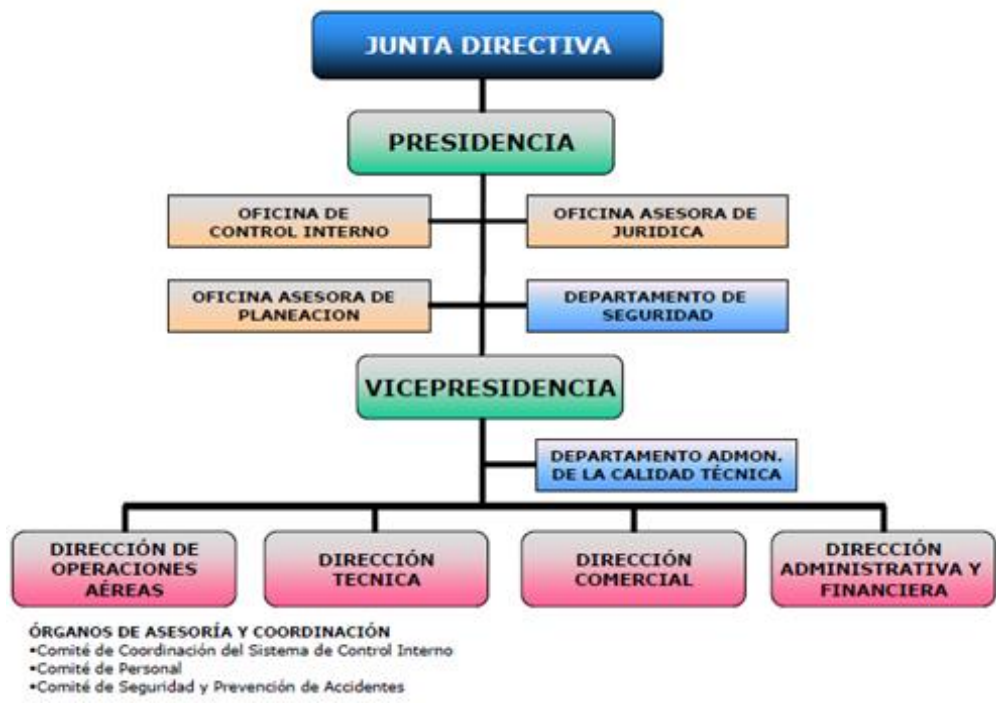 JUNTA DIRECTIVA
PRESIDENCIA
OFICINA DE
CONTROL INTERNO
OFICINA ASESORA DE
JURIDICA
OFICINA ASESORA DE
PLANEACION
DEPARTAMENTO DE
SEGURIDAD
VICEPRESIDENCIA
DEPARTAMENTO ADMON.
DE LA CALIDAD TÉCNICA
DIRECCIÓN DE
OPERACIONES
AÉREAS
DIRECCIÓN
TECNICA
DIRECCIÓN
COMERCIAL
DIRECCIÓN
ADMINISTRATIVA Y
FINANCIERA
ÓRGANOS DE ASESORÍA Y COORDINACIÓN
•Comité de Coordinación del Sistema de Control Interno
•Comité de Personal
•Comité de Seguridad y Prevención de Accidentes